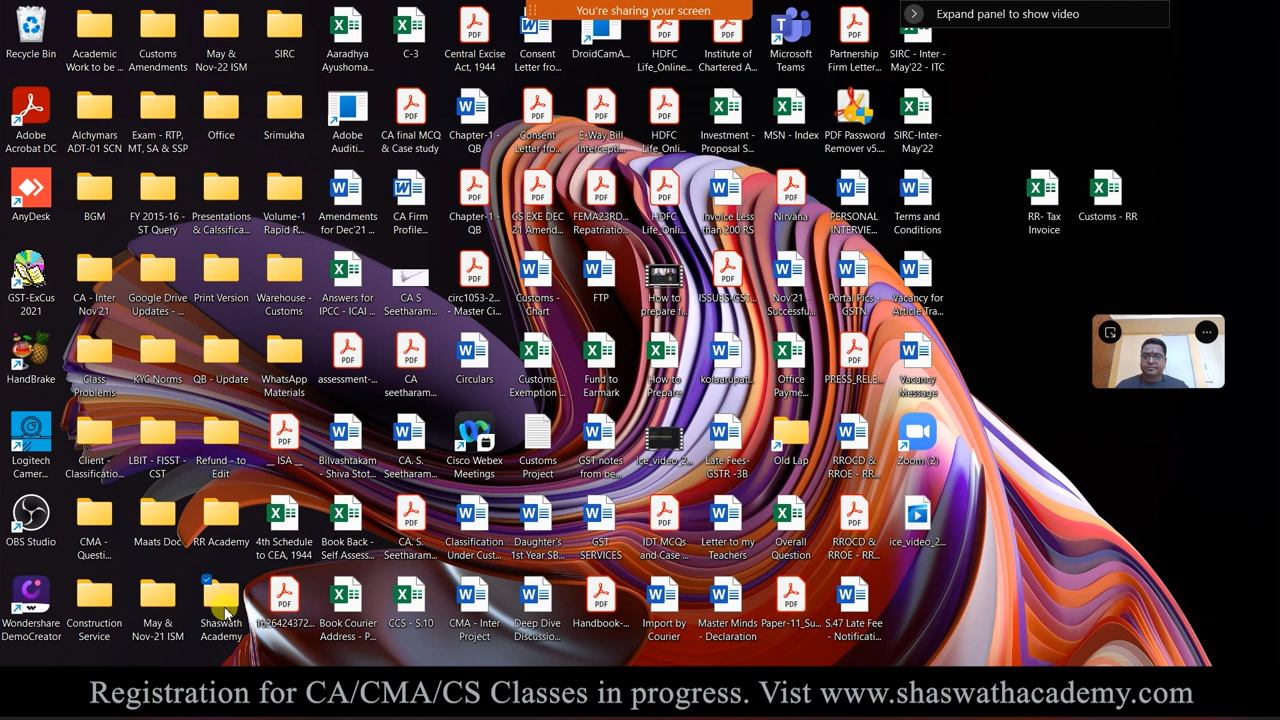 You're sharing your screen
Expand panel to show video
Recycle Bin
Academic
Work to be ...
Customs
Amendments
May &
Nov-22 ISM
SIRC
Aaradhya
Ayushoma...
C-3
Central Excise
Act, 1944
Consent
Letter fro...
DroidCamA...
HDFC
Life_Online...
Institute of
Chartered A...
Microsoft
Teams
Partnership
Firm Letter...
SIRC - Inter -
May'22 - ITC
Adobe
Acrobat DC
Alchymars
ADT-01 SCN
Exam - RTP,
MT, SA & SSP
Office
Srimukha
Adobe
Auditi...
CA final MCQ
& Case study
Chapter-1 -
QB
Consent
Letter fro...
E-Way Bill
Intercepti...
HDFC
Life_Onli...
Investment -
Proposal S...
MSN - Index
PDF Password
Remover v5....
SIRC-Inter-
May'22
AnyDesk
BGM
FY 2015-16 -
ST Query
Presentations
& Calssifica...
Volume-1
Rapid R...
Amendments
for Dec'21 ...
CA Firm
Profile...
Chapter-1 -
QB
CS EXE DEC
21 Amend...
FEMA23RD...
Repatriatio...
HDFC
Life_Onli...
Invoice Less
than 200 RS
Nirvana
PERSONAL
INTERVIE...
Terms and
Conditions
RR- Tax
Invoice
Customs - RR
GST-ExCus
2021
CA - Inter
Nov'21
Google Drive
Updates - ...
Print Version
Warehouse -
Customs
Answers for
IPCC - ICAI ...
CA S
Seetharam...
circ1053-2...
- Master Ci...
Customs -
Chart
FTP
How to
prepare f...
ISSUES-GST...
Nov'21 -
Successfu...
Portal Pics -
GSTN
Vacancy for
Article Tra...
HandBrake
Class
Problems
KYC Norms
QB - Update
WhatsApp
Materials
assessment-...
CA
seetharam...
Circulars
Customs
Exemption ...
Fund to
Earmark
How to
Prepare
kolaarupat...
Office
Payme...
PRESS_RELE...
Vacancy
Message
Logitech
Camer...
Client -
Classificatio...
LBIT - FISST -
CST
Refund - to
Edit
__ ISA __
Bilvashtakam
- Shiva Stot...
CA. S.
Seetharam...
Cisco Webex
Meetings
Customs
Project
GST notes
from be...
ice_video_2...
Late Fees-
GSTR -3B
Old Lap
RROCD &
RROE - RR...
Zoom (2)
OBS Studio
CMA -
Questi...
Maats Doc
RR Academy
4th Schedule
to CEA, 1944
Book Back -
Self Assess...
CA. S.
Seetharam...
Classification
Under Cust...
Daughter's
1st Year SB...
GST
SERVICES
IDT MCQs
and Case ...
Letter to my
Teachers
Overall
Question
RROCD &
RROE - RR...
ice_video_2...
Wondershare
DemoCreator
Construction
Service
May &
Nov-21 ISM
Shaswath
Academy
1626424372...
Book Courier
Address - P...
CCS - S.10
CMA - Inter
Project
Deep Dive
Discussio...
Handbook-...
Import by
Courier
Master Minds
- Declaration
Paper-11_Su...
S.47 Late Fee
- Notificati...
Registration for CA/CMA/CS Classes in progress. Vist www.shaswathacademy.com